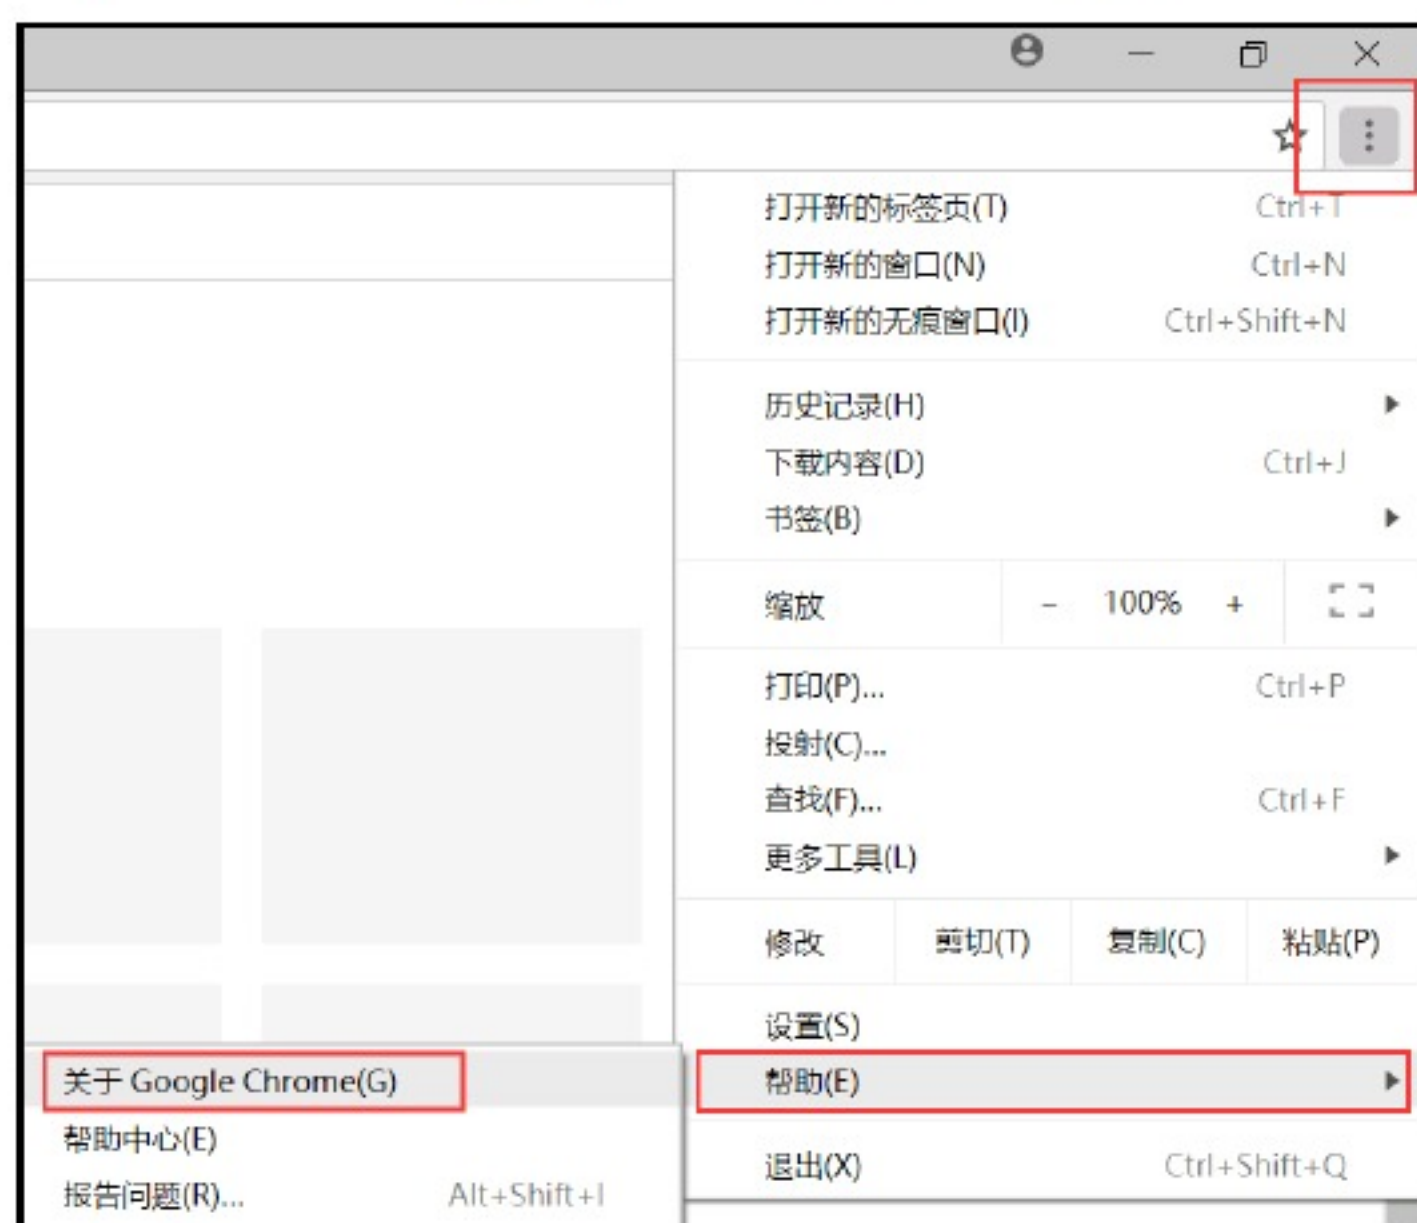 打开新的标签页(T) Ctrl+T
打开新的窗口(N) Ctrl+N
打开新的无痕窗口(I) Ctrl+Shift+N
历史记录(H)
下载内容(D) Ctrl+J
书签(B)
缩放 - 100% +
打印(P)... Ctrl+P
投射(C)...
查找(F)... Ctrl+F
更多工具(L)
修改 剪切(T) 复制(C) 粘贴(P)
设置(S)
帮助(E)
退出(X) Ctrl+Shift+Q
关于 Google Chrome(G)
帮助中心(E)
报告问题(R)... Alt+Shift+I